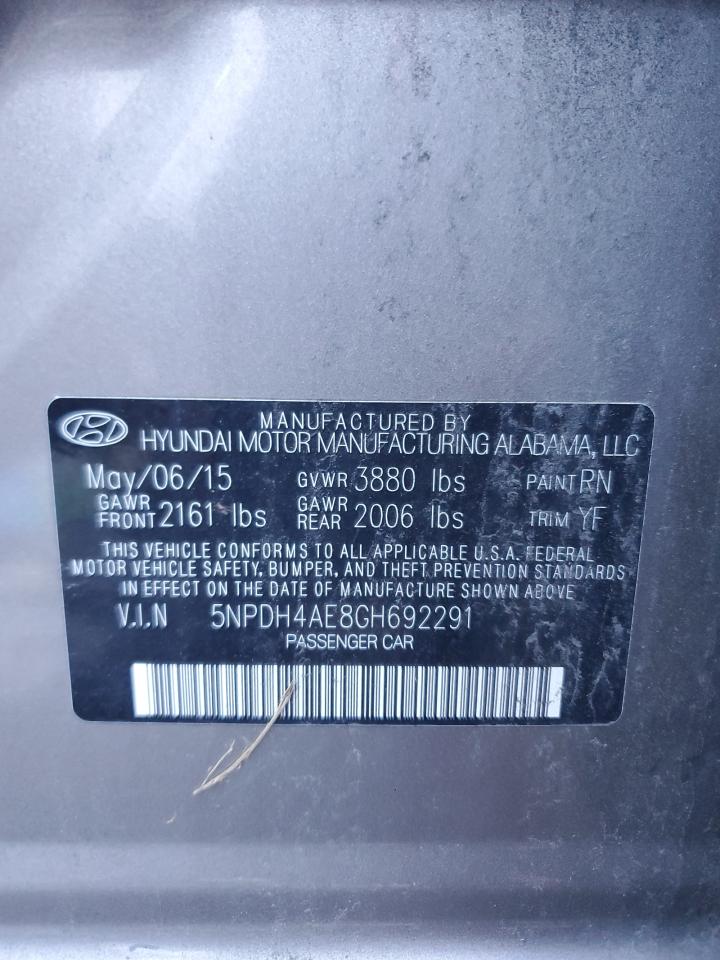 MANUFACTURED BY
HYUNDAI MOTOR MANUFACTURING ALABAMA, LLC
May/06/15 GVWR 3880 lbs PAINT RN
GAWR FRONT 2161 lbs GAWR REAR 2006 lbs TRIM YF
THIS VEHICLE CONFORMS TO ALL APPLICABLE U.S.A. FEDERAL
MOTOR VEHICLE SAFETY, BUMPER, AND THEFT PREVENTION STANDARDS
IN EFFECT ON THE DATE OF MANUFACTURE SHOWN ABOVE
V.I.N 5NPDH4AE8GH692291
PASSENGER CAR